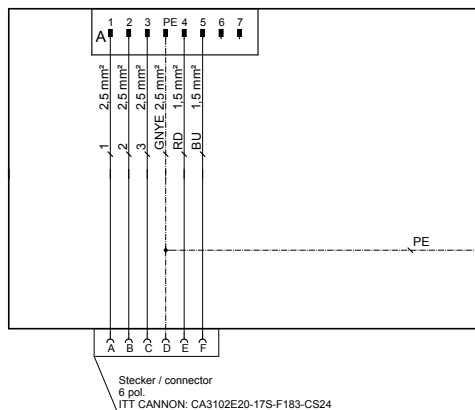 1 2 3 PE 4 5 6 7
A
2,5 mm² 2,5 mm² 2,5 mm² 2,5 mm² 1,5 mm² 1,5 mm²
1 2 3 GNYE RD BU
PE
A B C D E F
Stecker / connector
6 pol.
ITT CANNON: CA3102E20-17S-F183-CS24